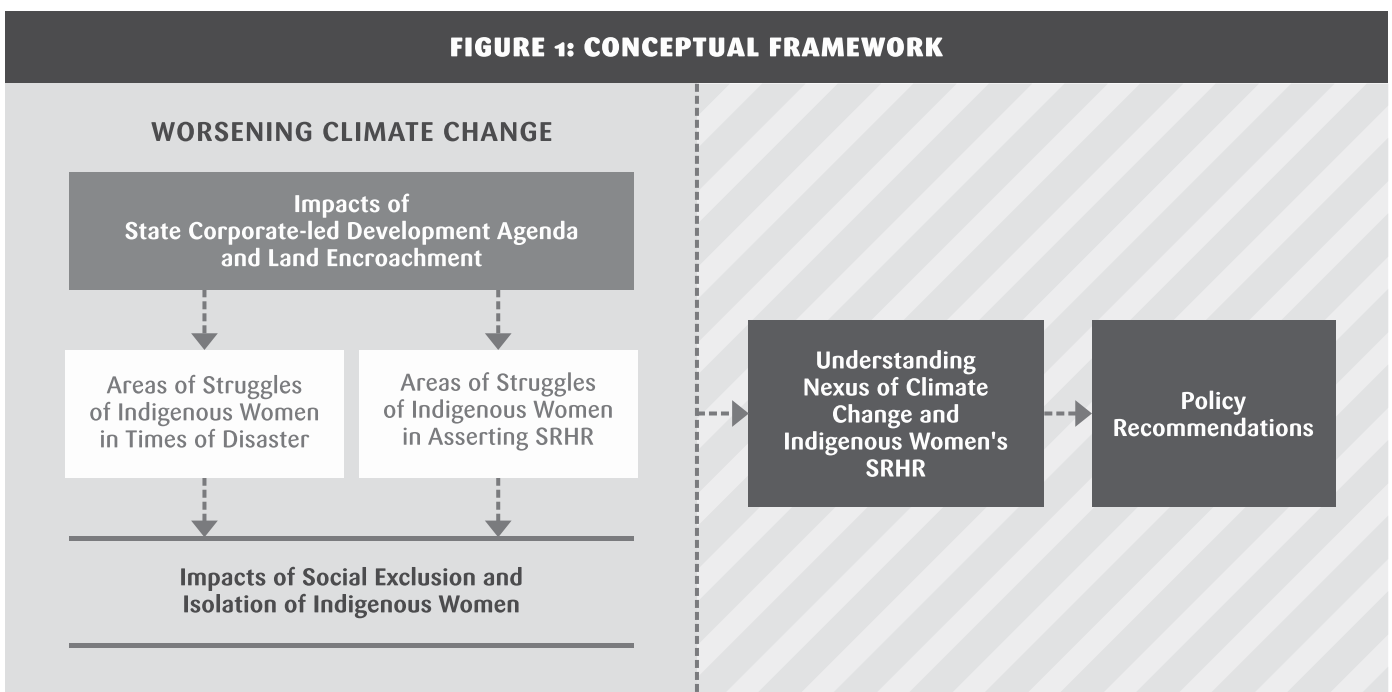 FIGURE 1: CONCEPTUAL FRAMEWORK
WORSENING CLIMATE CHANGE
Impacts of
State Corporate-led Development Agenda
and Land Encroachment
Areas of Struggles
of Indigenous Women
in Times of Disaster
Areas of Struggles
of Indigenous Women
in Asserting SRHR
Impacts of Social Exclusion and
Isolation of Indigenous Women
Understanding
Nexus of Climate
Change and
Indigenous Women's
SRHR
Policy
Recommendations